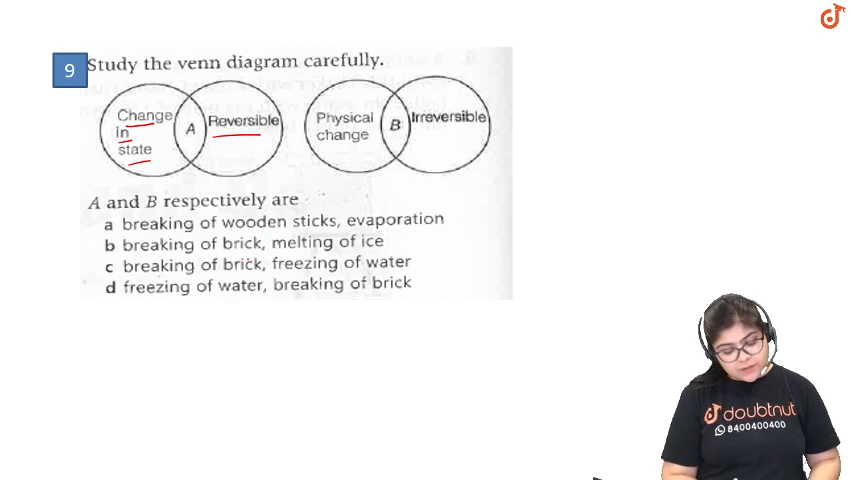 9 Study the venn diagram carefully.
Change in state
A
Reversible
Physical change
B
Irreversible
A and B respectively are
a breaking of wooden sticks, evaporation
b breaking of brick, melting of ice
c breaking of brick, freezing of water
d freezing of water, breaking of brick
doubtnut
8400400400